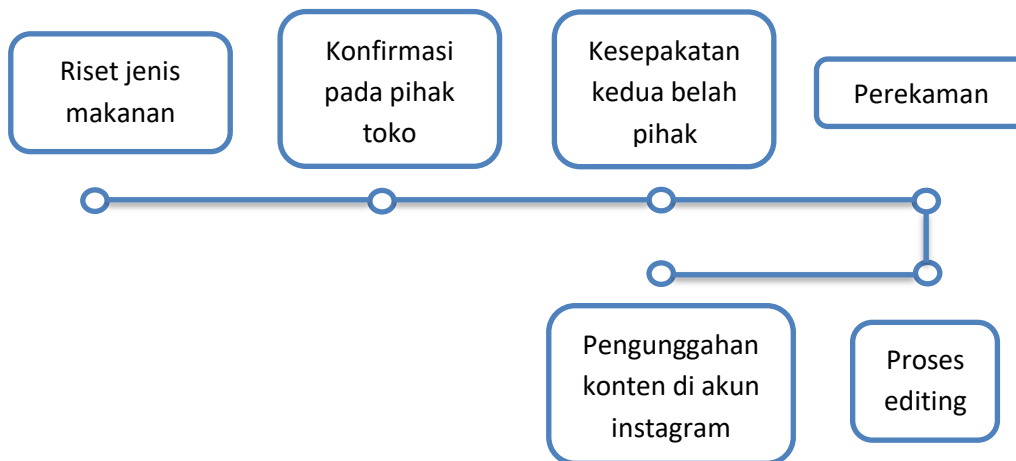 Riset jenis
makanan
Konfirmasi
pada pihak
toko
Kesepakatan
kedua belah
pihak
Perekaman
Proses
editing
Pengunggahan
konten di akun
instagram